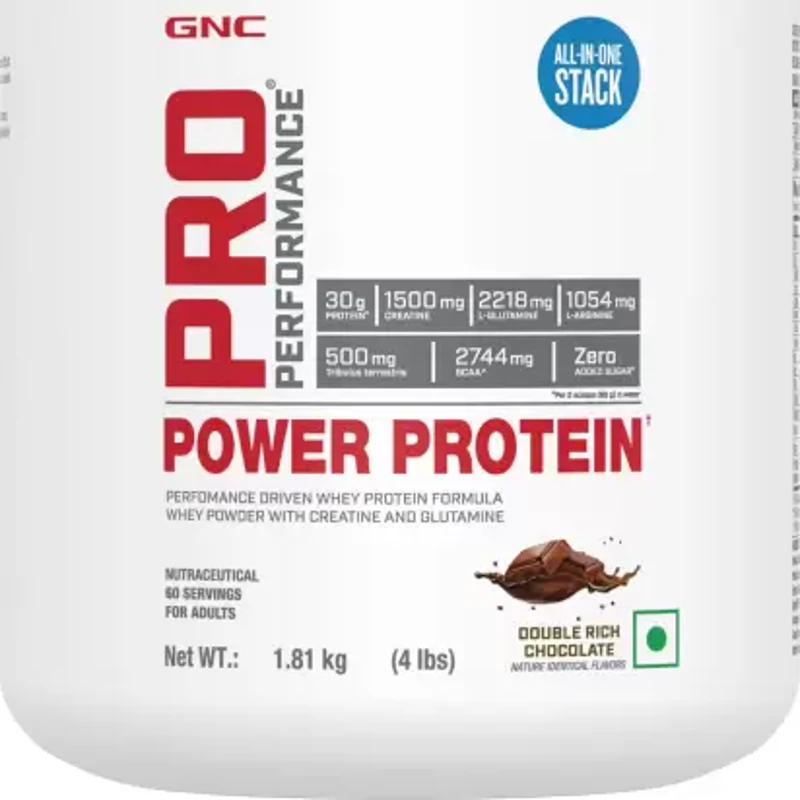 GNC
ALL-IN-ONE
STACK
PRO
PERFORMANCE®
30g
PROTEIN^
1500 mg
CREATINE
2218 mg
L-GLUTAMINE
1054 mg
L-ARGININE
500 mg
Tribulus terrestris
2744 mg
BCAA^
Zero
ADDED SUGAR
POWER PROTEIN†
PERFOMANCE DRIVEN WHEY PROTEIN FORMULA
WHEY POWDER WITH CREATINE AND GLUTAMINE
NUTRACEUTICAL
60 SERVINGS
FOR ADULTS
DOUBLE RICH
CHOCOLATE
NATURE IDENTICAL FLAVORS
Net WT.: 1.81 kg (4 lbs)